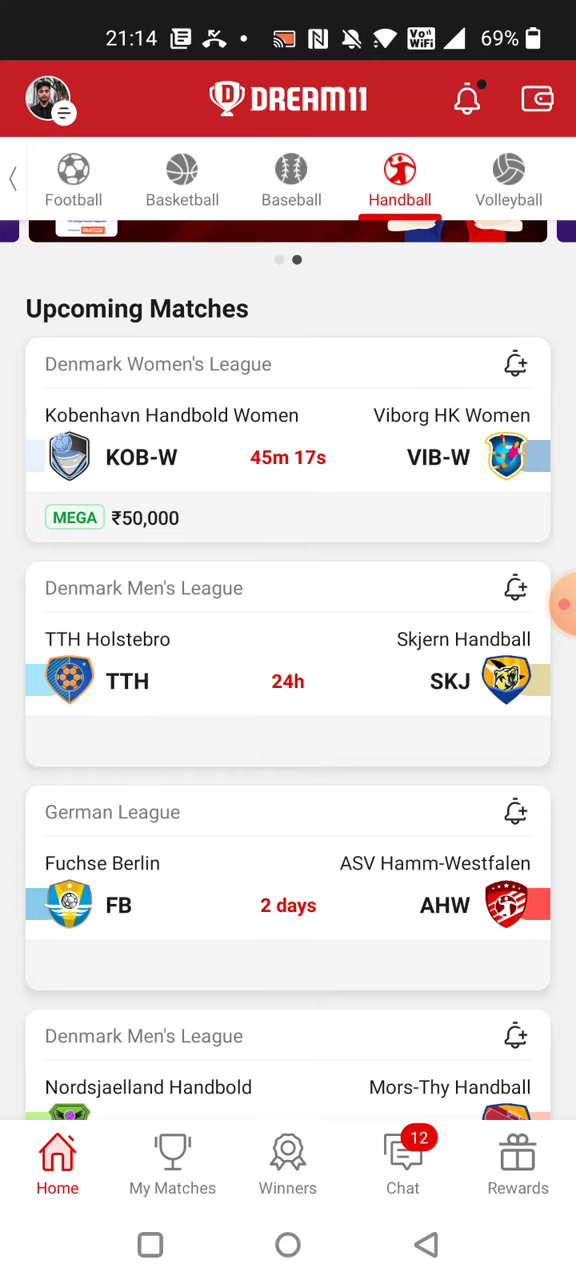 21:14 Vo)) WiFi 69%
DREAM11
Football Basketball Baseball Handball Volleyball
Upcoming Matches
Denmark Women's League
Kobenhavn Handbold Women Viborg HK Women
KOB-W 45m 17s VIB-W
MEGA ₹50,000
Denmark Men's League
TTH Holstebro Skjern Handball
TTH 24h SKJ
German League
Fuchse Berlin ASV Hamm-Westfalen
FB 2 days AHW
Denmark Men's League
Nordsjaelland Handbold Mors-Thy Handball
12
Home My Matches Winners Chat Rewards